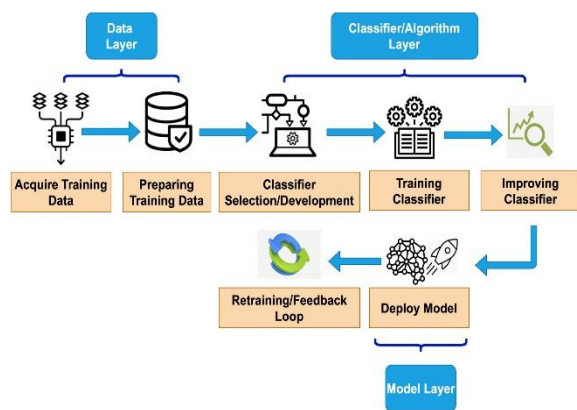 Data
Layer
Classifier/Algorithm
Layer
Acquire Training
Data
Preparing
Training Data
Classifier
Selection/Development
Training
Classifier
Improving
Classifier
Retraining/Feedback
Loop
Deploy Model
Model Layer